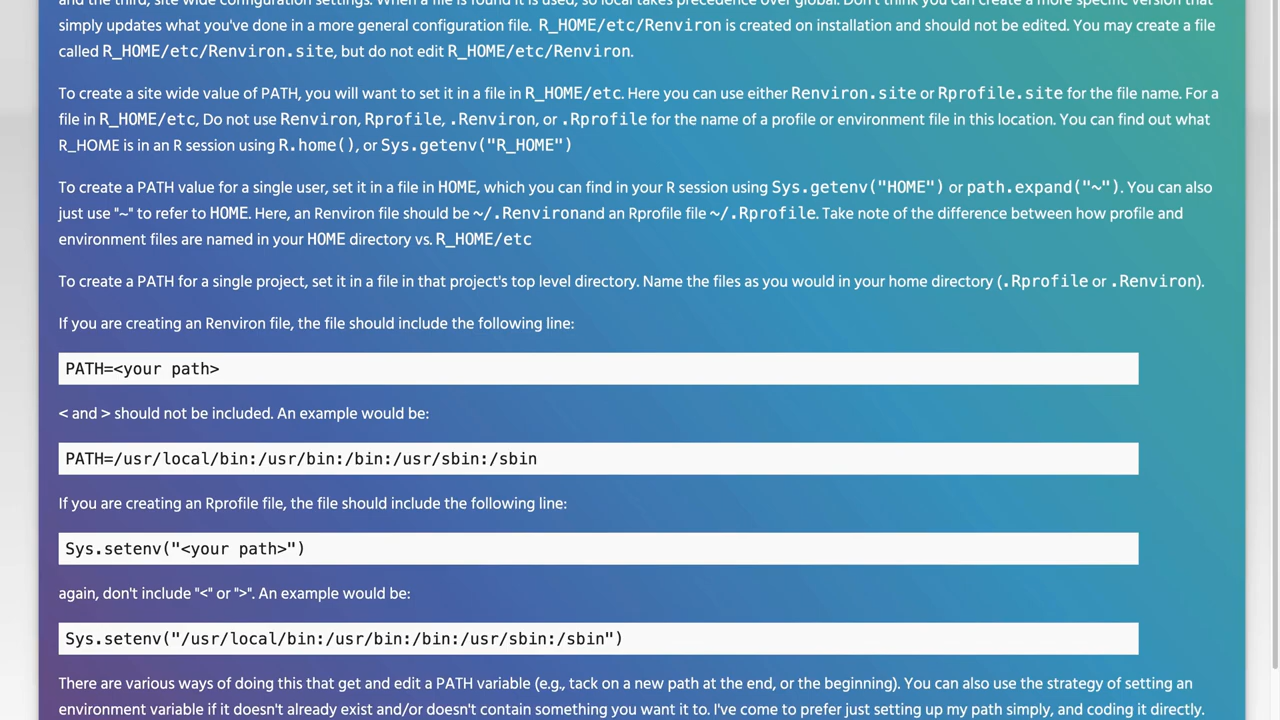 and the third, site wide configuration settings. When a file is found it is used, so local takes precedence over global. Don't think you can create a more specific version that
simply updates what you've done in a more general configuration file. R_HOME/etc/Renviron is created on installation and should not be edited. You may create a file
called R_HOME/etc/Renviron.site, but do not edit R_HOME/etc/Renviron.
To create a site wide value of PATH, you will want to set it in a file in R_HOME/etc. Here you can use either Renviron.site or Rprofile.site for the file name. For a
file in R_HOME/etc, Do not use Renviron, Rprofile, .Renviron, or .Rprofile for the name of a profile or environment file in this location. You can find out what
R_HOME is in an R session using R.home(), or Sys.getenv("R_HOME")
To create a PATH value for a single user, set it in a file in HOME, which you can find in your R session using Sys.getenv("HOME") or path.expand("~"). You can also
just use "~" to refer to HOME. Here, an Renviron file should be ~/.Renvironand an Rprofile file ~/.Rprofile. Take note of the difference between how profile and
environment files are named in your HOME directory vs. R_HOME/etc
To create a PATH for a single project, set it in a file in that project's top level directory. Name the files as you would in your home directory (.Rprofile or .Renviron).
If you are creating an Renviron file, the file should include the following line:
PATH=<your path>
< and > should not be included. An example would be:
PATH=/usr/local/bin:/usr/bin:/bin:/usr/sbin:/sbin
If you are creating an Rprofile file, the file should include the following line:
Sys.setenv("<your path>")
again, don't include "<" or ">". An example would be:
Sys.setenv("/usr/local/bin:/usr/bin:/bin:/usr/sbin:/sbin")
There are various ways of doing this that get and edit a PATH variable (e.g., tack on a new path at the end, or the beginning). You can also use the strategy of setting an
environment variable if it doesn't already exist and/or doesn't contain something you want it to. I've come to prefer just setting up my path simply, and coding it directly.